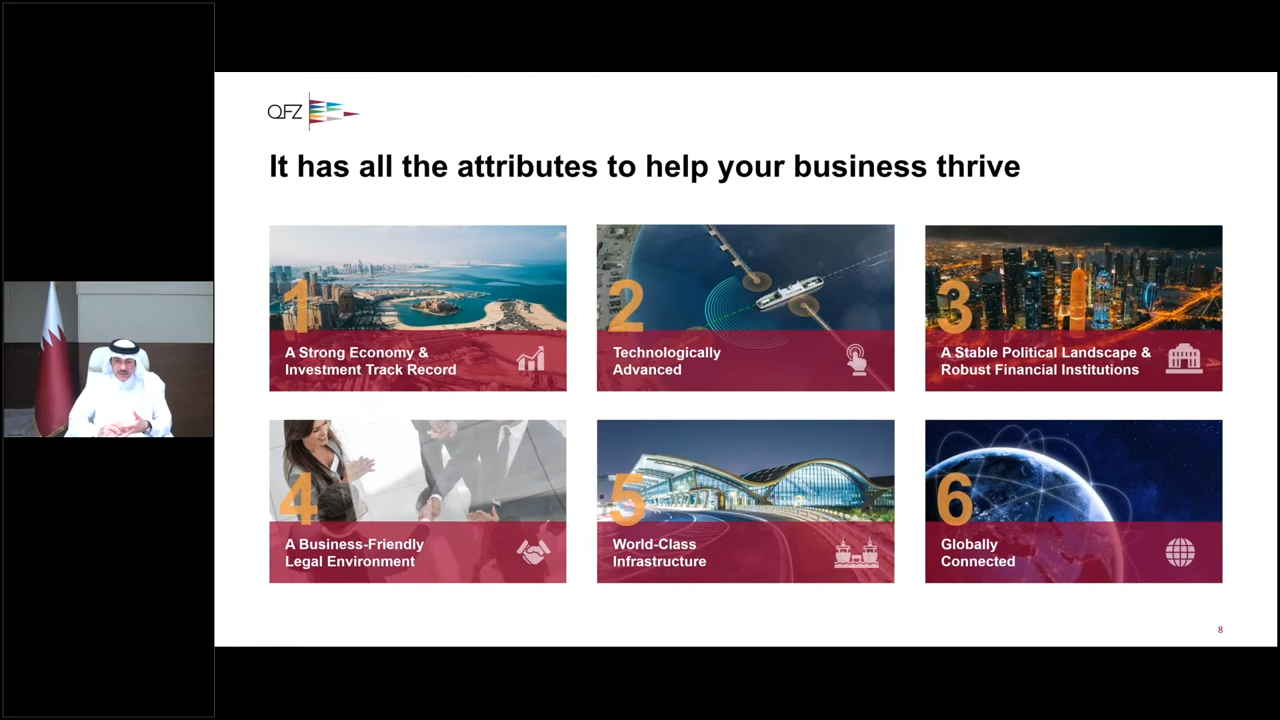 QFZ
It has all the attributes to help your business thrive
1
A Strong Economy &
Investment Track Record
2
Technologically
Advanced
3
A Stable Political Landscape &
Robust Financial Institutions
4
A Business-Friendly
Legal Environment
5
World-Class
Infrastructure
6
Globally
Connected
8